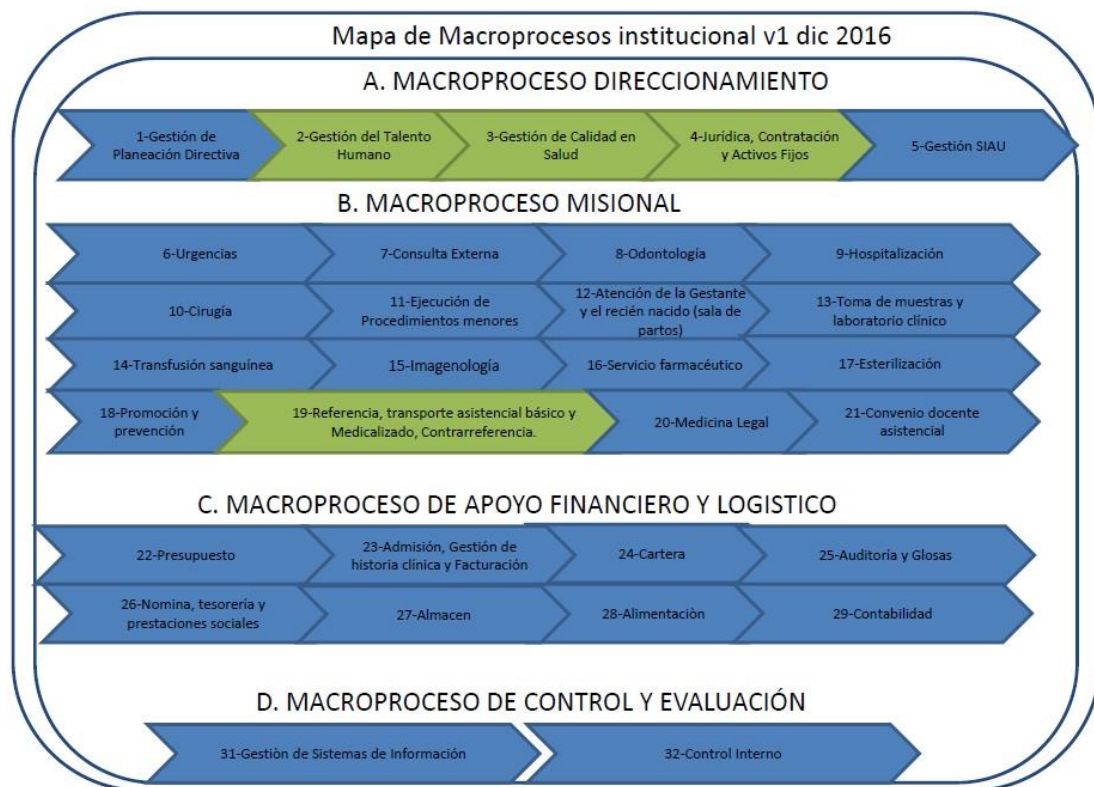 Mapa de Macroprocesos institucional v1 dic 2016
A. MACROPROCESO DIRECCIONAMIENTO
1-Gestión de
Planeación Directiva
2-Gestión del Talento
Humano
3-Gestión de Calidad en
Salud
4-Jurídica, Contratación
y Activos Fijos
5-Gestión SIAU
B. MACROPROCESO MISIONAL
6-Urgencias
7-Consulta Externa
8-Odontología
9-Hospitalización
10-Cirugía
11-Ejecución de
Procedimientos menores
12-Atención de la Gestante
y el recién nacido (sala de
partos)
13-Toma de muestras y
laboratorio clínico
14-Transfusión sanguínea
15-Imagenología
16-Servicio farmacéutico
17-Esterilización
18-Promoción y
prevención
19-Referencia, transporte asistencial básico y
Medicalizado, Contrarreferencia.
20-Medicina Legal
21-Convenio docente
asistencial
C. MACROPROCESO DE APOYO FINANCIERO Y LOGISTICO
22-Presupuesto
23-Admisión, Gestión de
historia clínica y Facturación
24-Cartera
25-Auditoría y Glosas
26-Nomina, tesorería y
prestaciones sociales
27-Almacen
28-Alimentaciòn
29-Contabilidad
D. MACROPROCESO DE CONTROL Y EVALUACIÓN
31-Gestiòn de Sistemas de Información
32-Control Interno